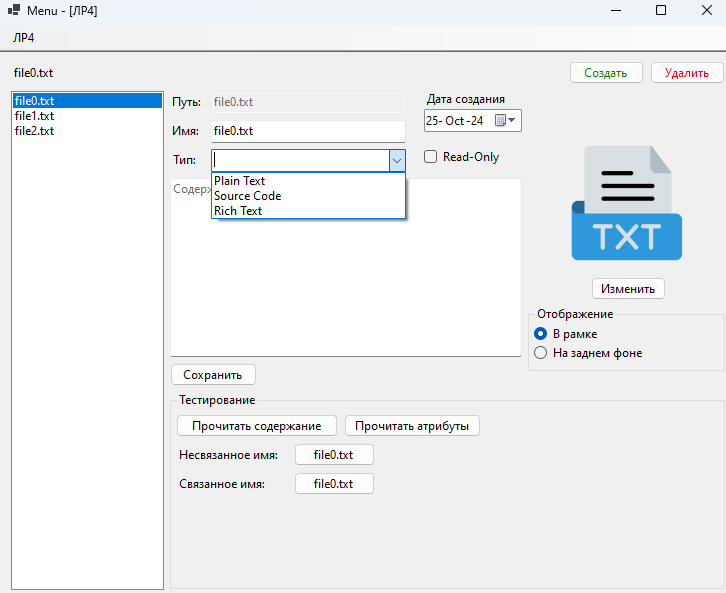 Menu - [ЛР4]
ЛР4
file0.txt
Создать
Удалить
file0.txt
file1.txt
file2.txt
Путь: file0.txt
Имя: file0.txt
Тип:
Plain Text
Source Code
Rich Text
Содерж
Дата создания
25- Oct -24
Read-Only
TXT
Изменить
Отображение
В рамке
На заднем фоне
Сохранить
Тестирование
Прочитать содержание
Прочитать атрибуты
Несвязанное имя: file0.txt
Связанное имя: file0.txt